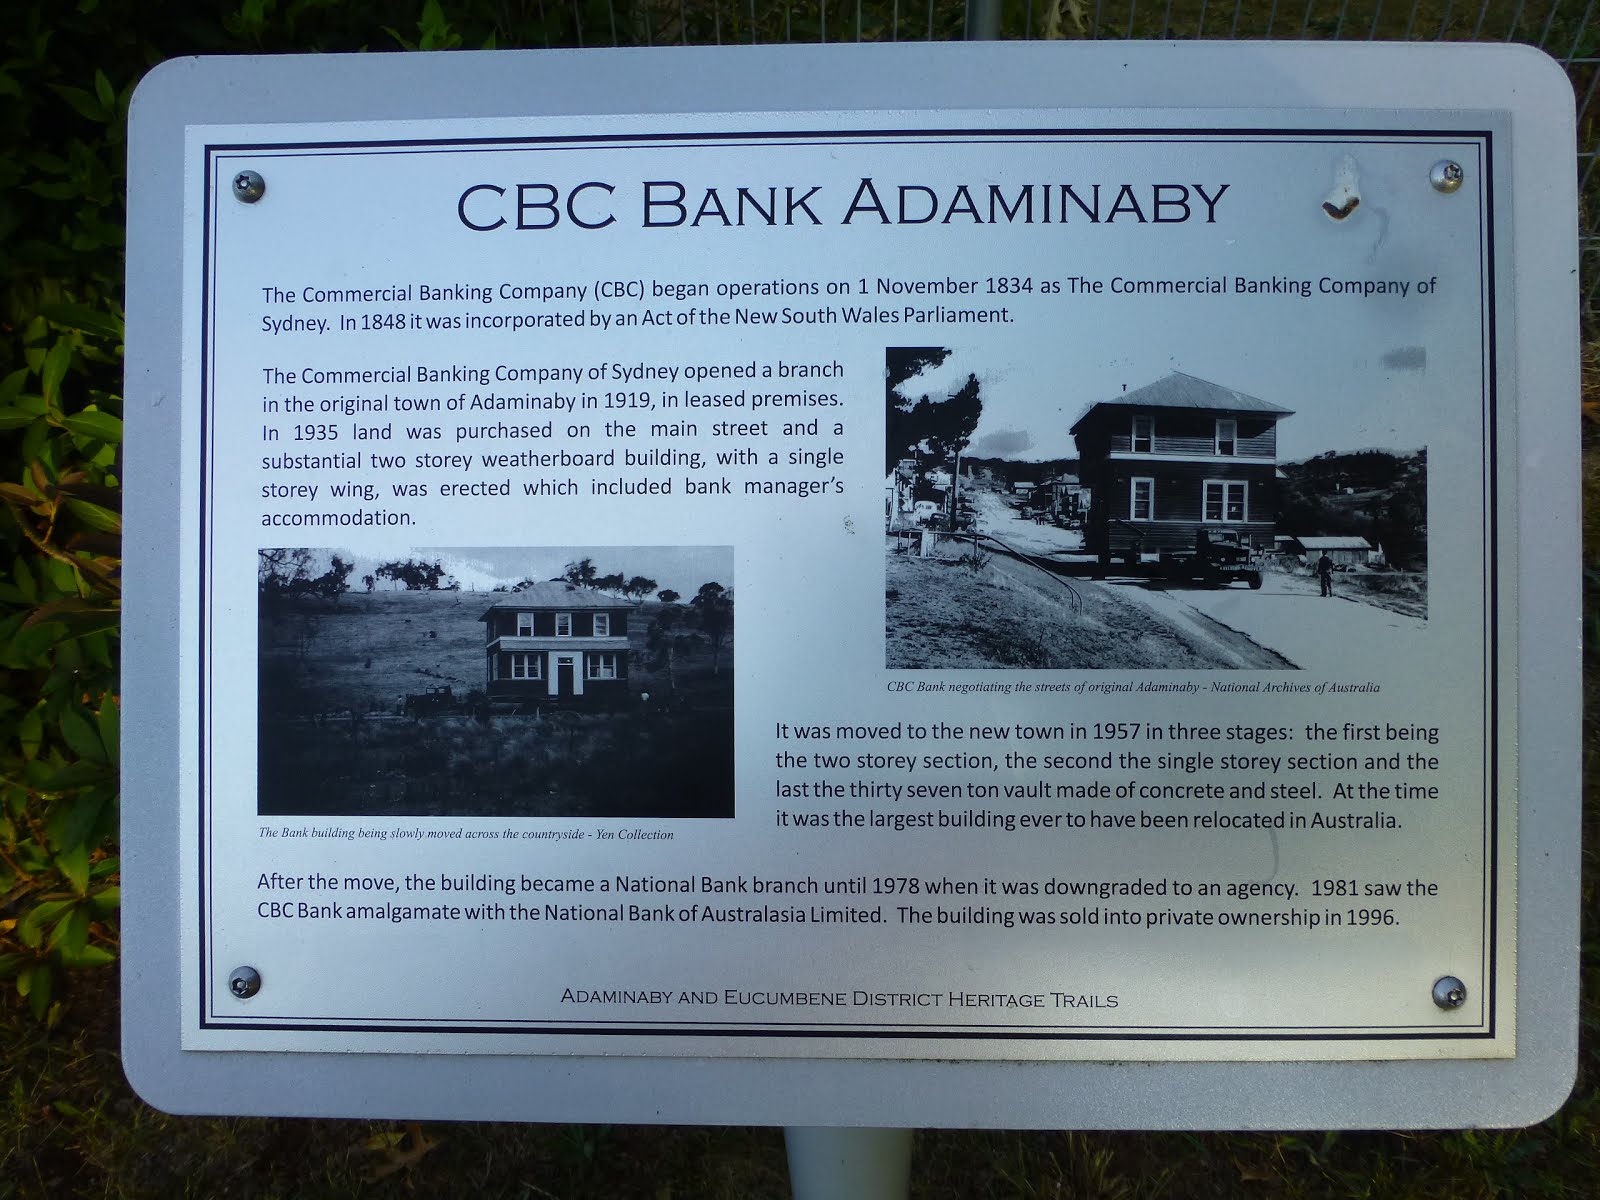 CBC BANK ADAMINABY
The Commercial Banking Company (CBC) began operations on 1 November 1834 as The Commercial Banking Company of
Sydney. In 1848 it was incorporated by an Act of the New South Wales Parliament.
The Commercial Banking Company of Sydney opened a branch
in the original town of Adaminaby in 1919, in leased premises.
In 1935 land was purchased on the main street and a
substantial two storey weatherboard building, with a single
storey wing, was erected which included bank manager's
accommodation.
The Bank building being slowly moved across the countryside - Yen Collection
CBC Bank negotiating the streets of original Adaminaby - National Archives of Australia
It was moved to the new town in 1957 in three stages: the first being
the two storey section, the second the single storey section and the
last the thirty seven ton vault made of concrete and steel. At the time
it was the largest building ever to have been relocated in Australia.
After the move, the building became a National Bank branch until 1978 when it was downgraded to an agency. 1981 saw the
CBC Bank amalgamate with the National Bank of Australasia Limited. The building was sold into private ownership in 1996.
ADAMINABY AND EUCUMBENE DISTRICT HERITAGE TRAILS